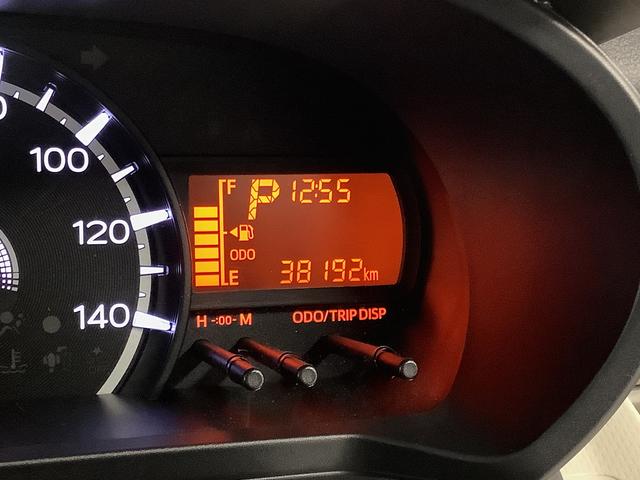 100
120
140
F
P 12:55
ODO
E 38192km
H -:00- M ODO/TRIP DISP